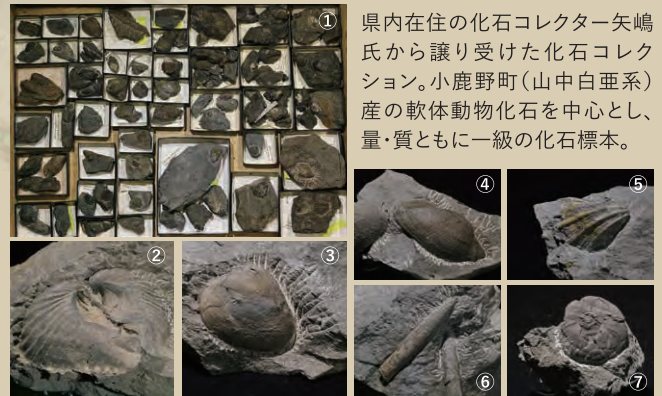 ①
県内在住の化石コレクター矢嶋
氏から譲り受けた化石コレク
ション。小鹿野町（山中白亜系）
産の軟体動物化石を中心とし、
量・質ともに一級の化石標本。
④
⑤
②
③
⑥
⑦